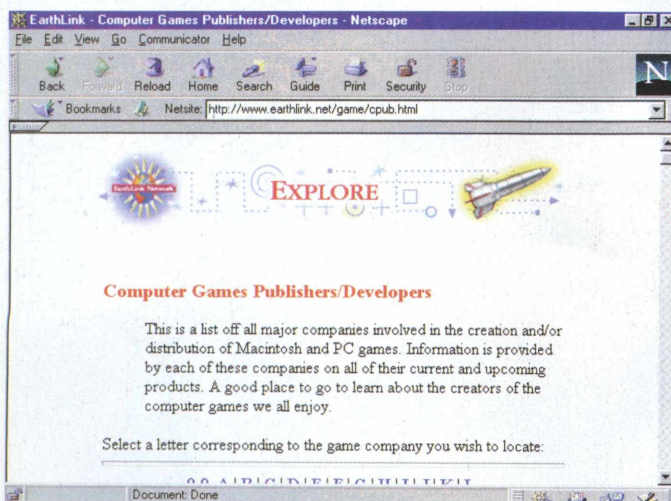 EarthLink - Computer Games Publishers/Developers - Netscape
File Edit View Go Communicator Help
Back Forward Reload Home Search Guide Print Security Stop
N
Bookmarks Netsite: http://www.earthlink.net/game/cpub.html
EarthLink Network
EXPLORE
Computer Games Publishers/Developers
This is a list off all major companies involved in the creation and/or
distribution of Macintosh and PC games. Information is provided
by each of these companies on all of their current and upcoming
products. A good place to go to learn about the creators of the
computer games we all enjoy.
Select a letter corresponding to the game company you wish to locate:
Document: Done